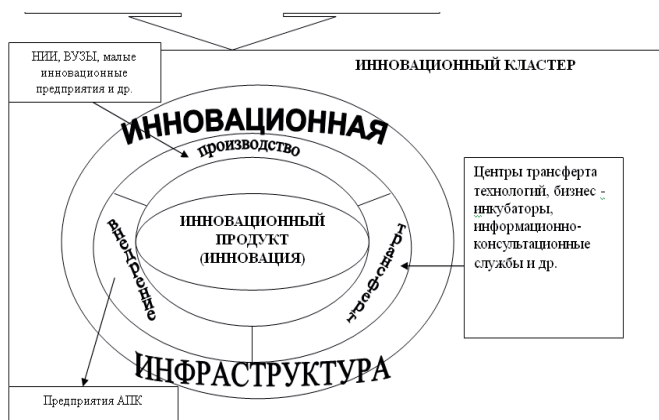 НИИ, ВУЗЫ, малые
инновационные
предприятия и др.
ИННОВАЦИОННЫЙ КЛАСТЕР
ИННОВАЦИОННАЯ
производство
Центры трансферта
технологий, бизнес -
инкубаторы,
информационно-
консультационные
службы и др.
ИННОВАЦИОННЫЙ
ПРОДУКТ
(ИННОВАЦИЯ)
внедрение
трансферт
ИНФРАСТРУКТУРА
Предприятия АПК